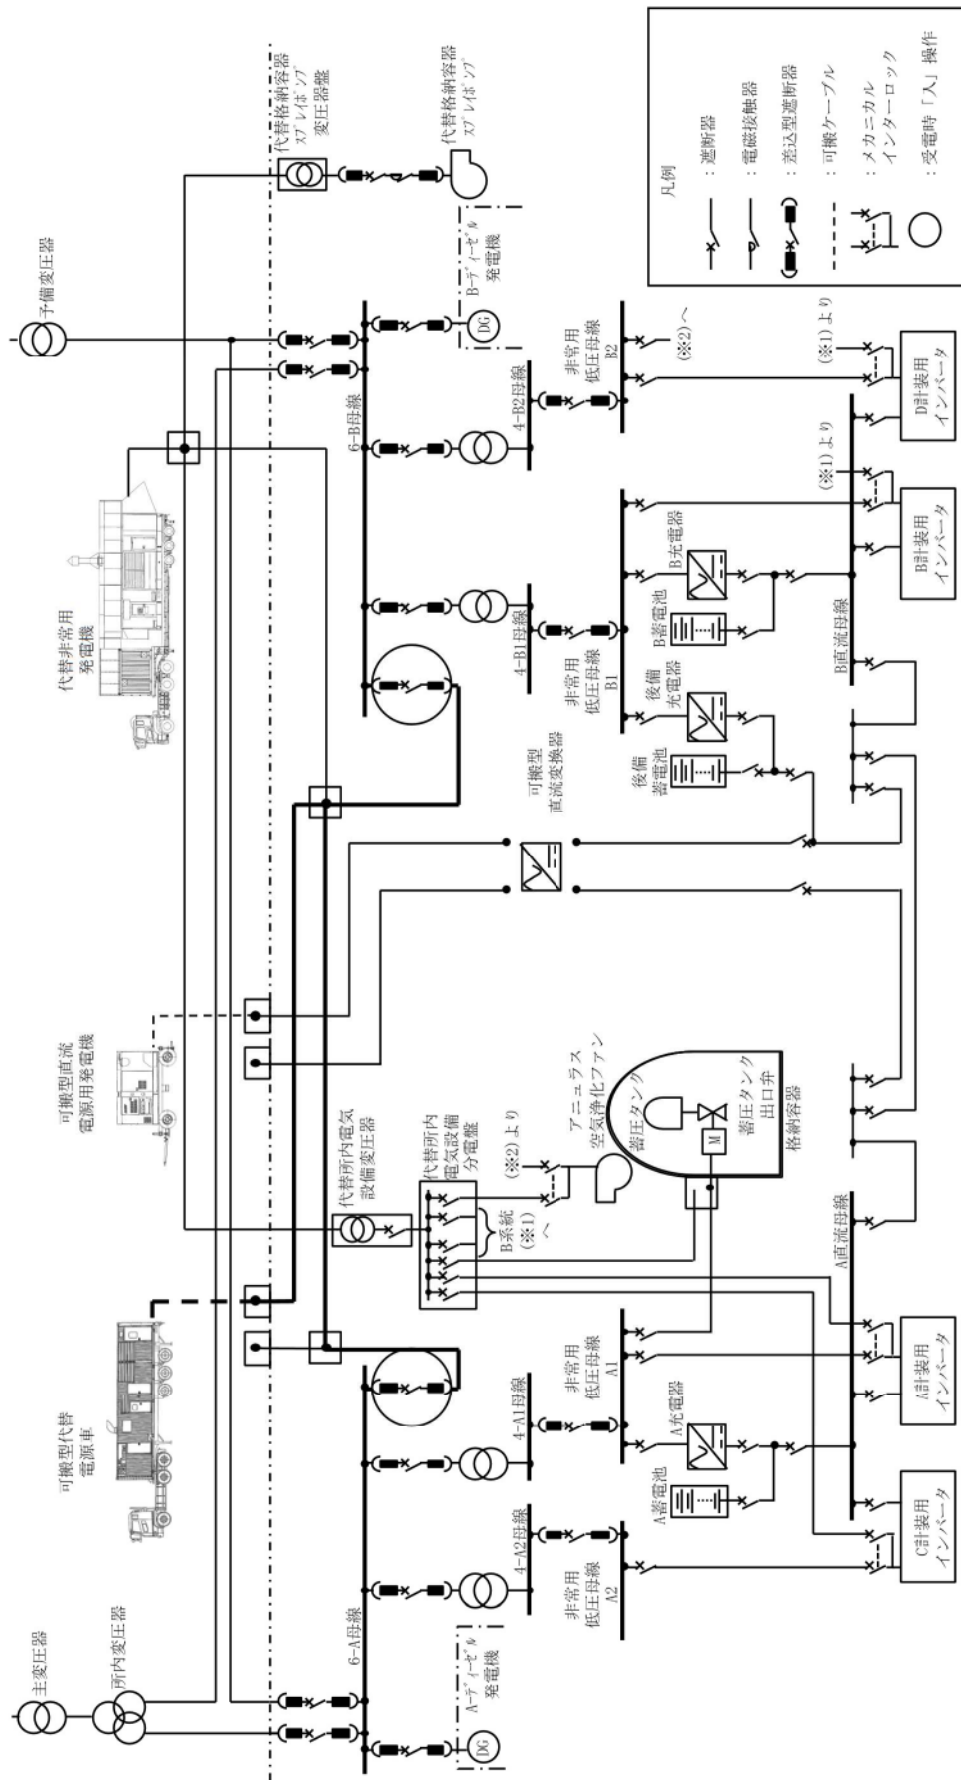 主変圧器
所内変圧器
可搬型代替
電源車
可搬型直流
電源用発電機
代替非常用
発電機
予備変圧器
代替格納容器
スプレイポンプ
変圧器盤
代替格納容器
スプレイポンプ
代替所内電気
設備変圧器
代替所内
電気設備
分電盤
B系統
(※1)
へ
(※2)より
アニュラス
空気浄化ファン
蓄圧タンク
M
蓄圧タンク
出口弁
格納容器
6-A母線
A-ディーゼル
発電機
DG
4-A2母線
4-A1母線
非常用
低圧母線
A2
非常用
低圧母線
A1
A蓄電池
A充電器
A直流母線
C計装用
インバータ
A計装用
インバータ
可搬型
直流変換器
6-B母線
B-ディーゼル
発電機
DG
4-B1母線
4-B2母線
非常用
低圧母線
B1
非常用
低圧母線
B2
(※2)へ
後備
蓄電池
後備
充電器
B蓄電池
B充電器
B直流母線
(※1)より
(※1)より
B計装用
インバータ
D計装用
インバータ
凡例
:遮断器
:電磁接触器
:差込型遮断器
:可搬ケーブル
:メカニカル
インターロック
:受電時「入」操作